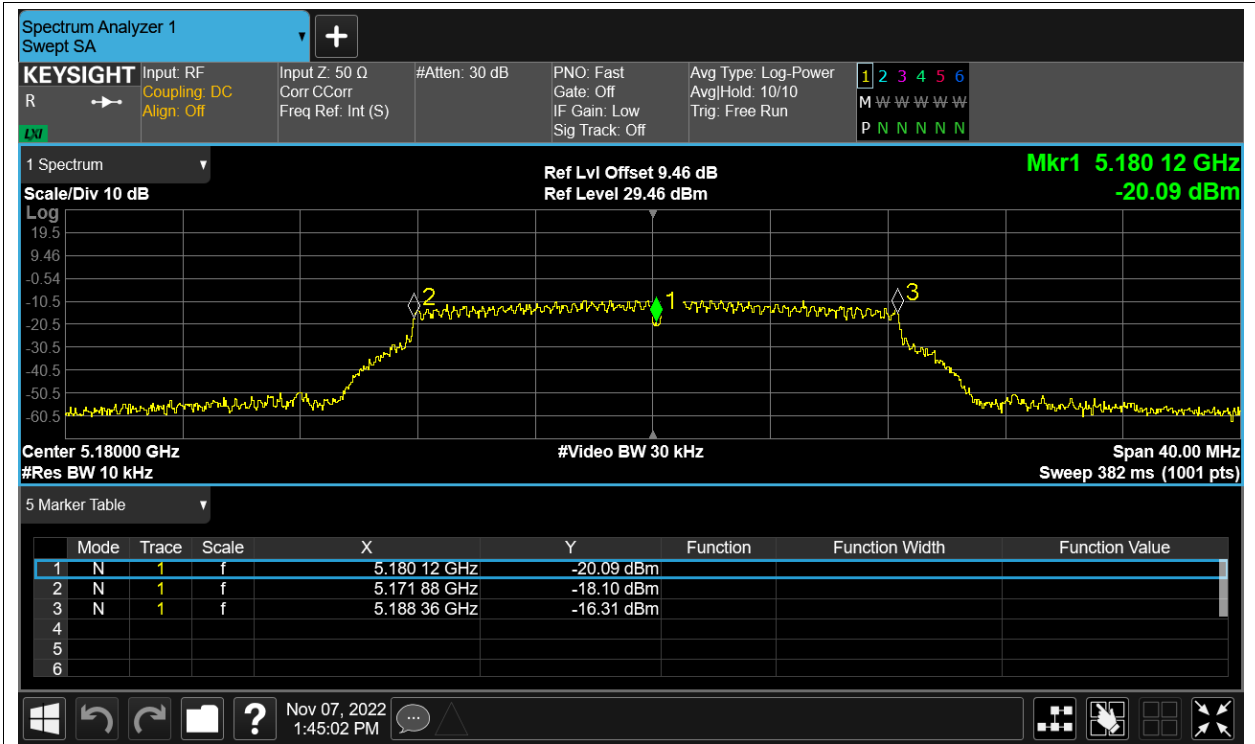 Spectrum Analyzer 1
Swept SA
KEYSIGHT
R
LXI
Input: RF
Coupling: DC
Align: Off
Input Z: 50 Ω
Corr CCorr
Freq Ref: Int (S)
#Atten: 30 dB
PNO: Fast
Gate: Off
IF Gain: Low
Sig Track: Off
Avg Type: Log-Power
Avg|Hold: 10/10
Trig: Free Run
1 2 3 4 5 6
M W W W W W
P N N N N N
1 Spectrum
Scale/Div 10 dB
Ref Lvl Offset 9.46 dB
Ref Level 29.46 dBm
Mkr1 5.180 12 GHz
-20.09 dBm
Log
19.5
9.46
-0.54
-10.5
-20.5
-30.5
-40.5
-50.5
-60.5
2
1
3
Center 5.18000 GHz
#Video BW 30 kHz
Span 40.00 MHz
#Res BW 10 kHz
Sweep 382 ms (1001 pts)
5 Marker Table
Mode Trace Scale X Y Function Function Width Function Value
1 N 1 f 5.180 12 GHz -20.09 dBm
2 N 1 f 5.171 88 GHz -18.10 dBm
3 N 1 f 5.188 36 GHz -16.31 dBm
4
5
6
?
Nov 07, 2022
1:45:02 PM